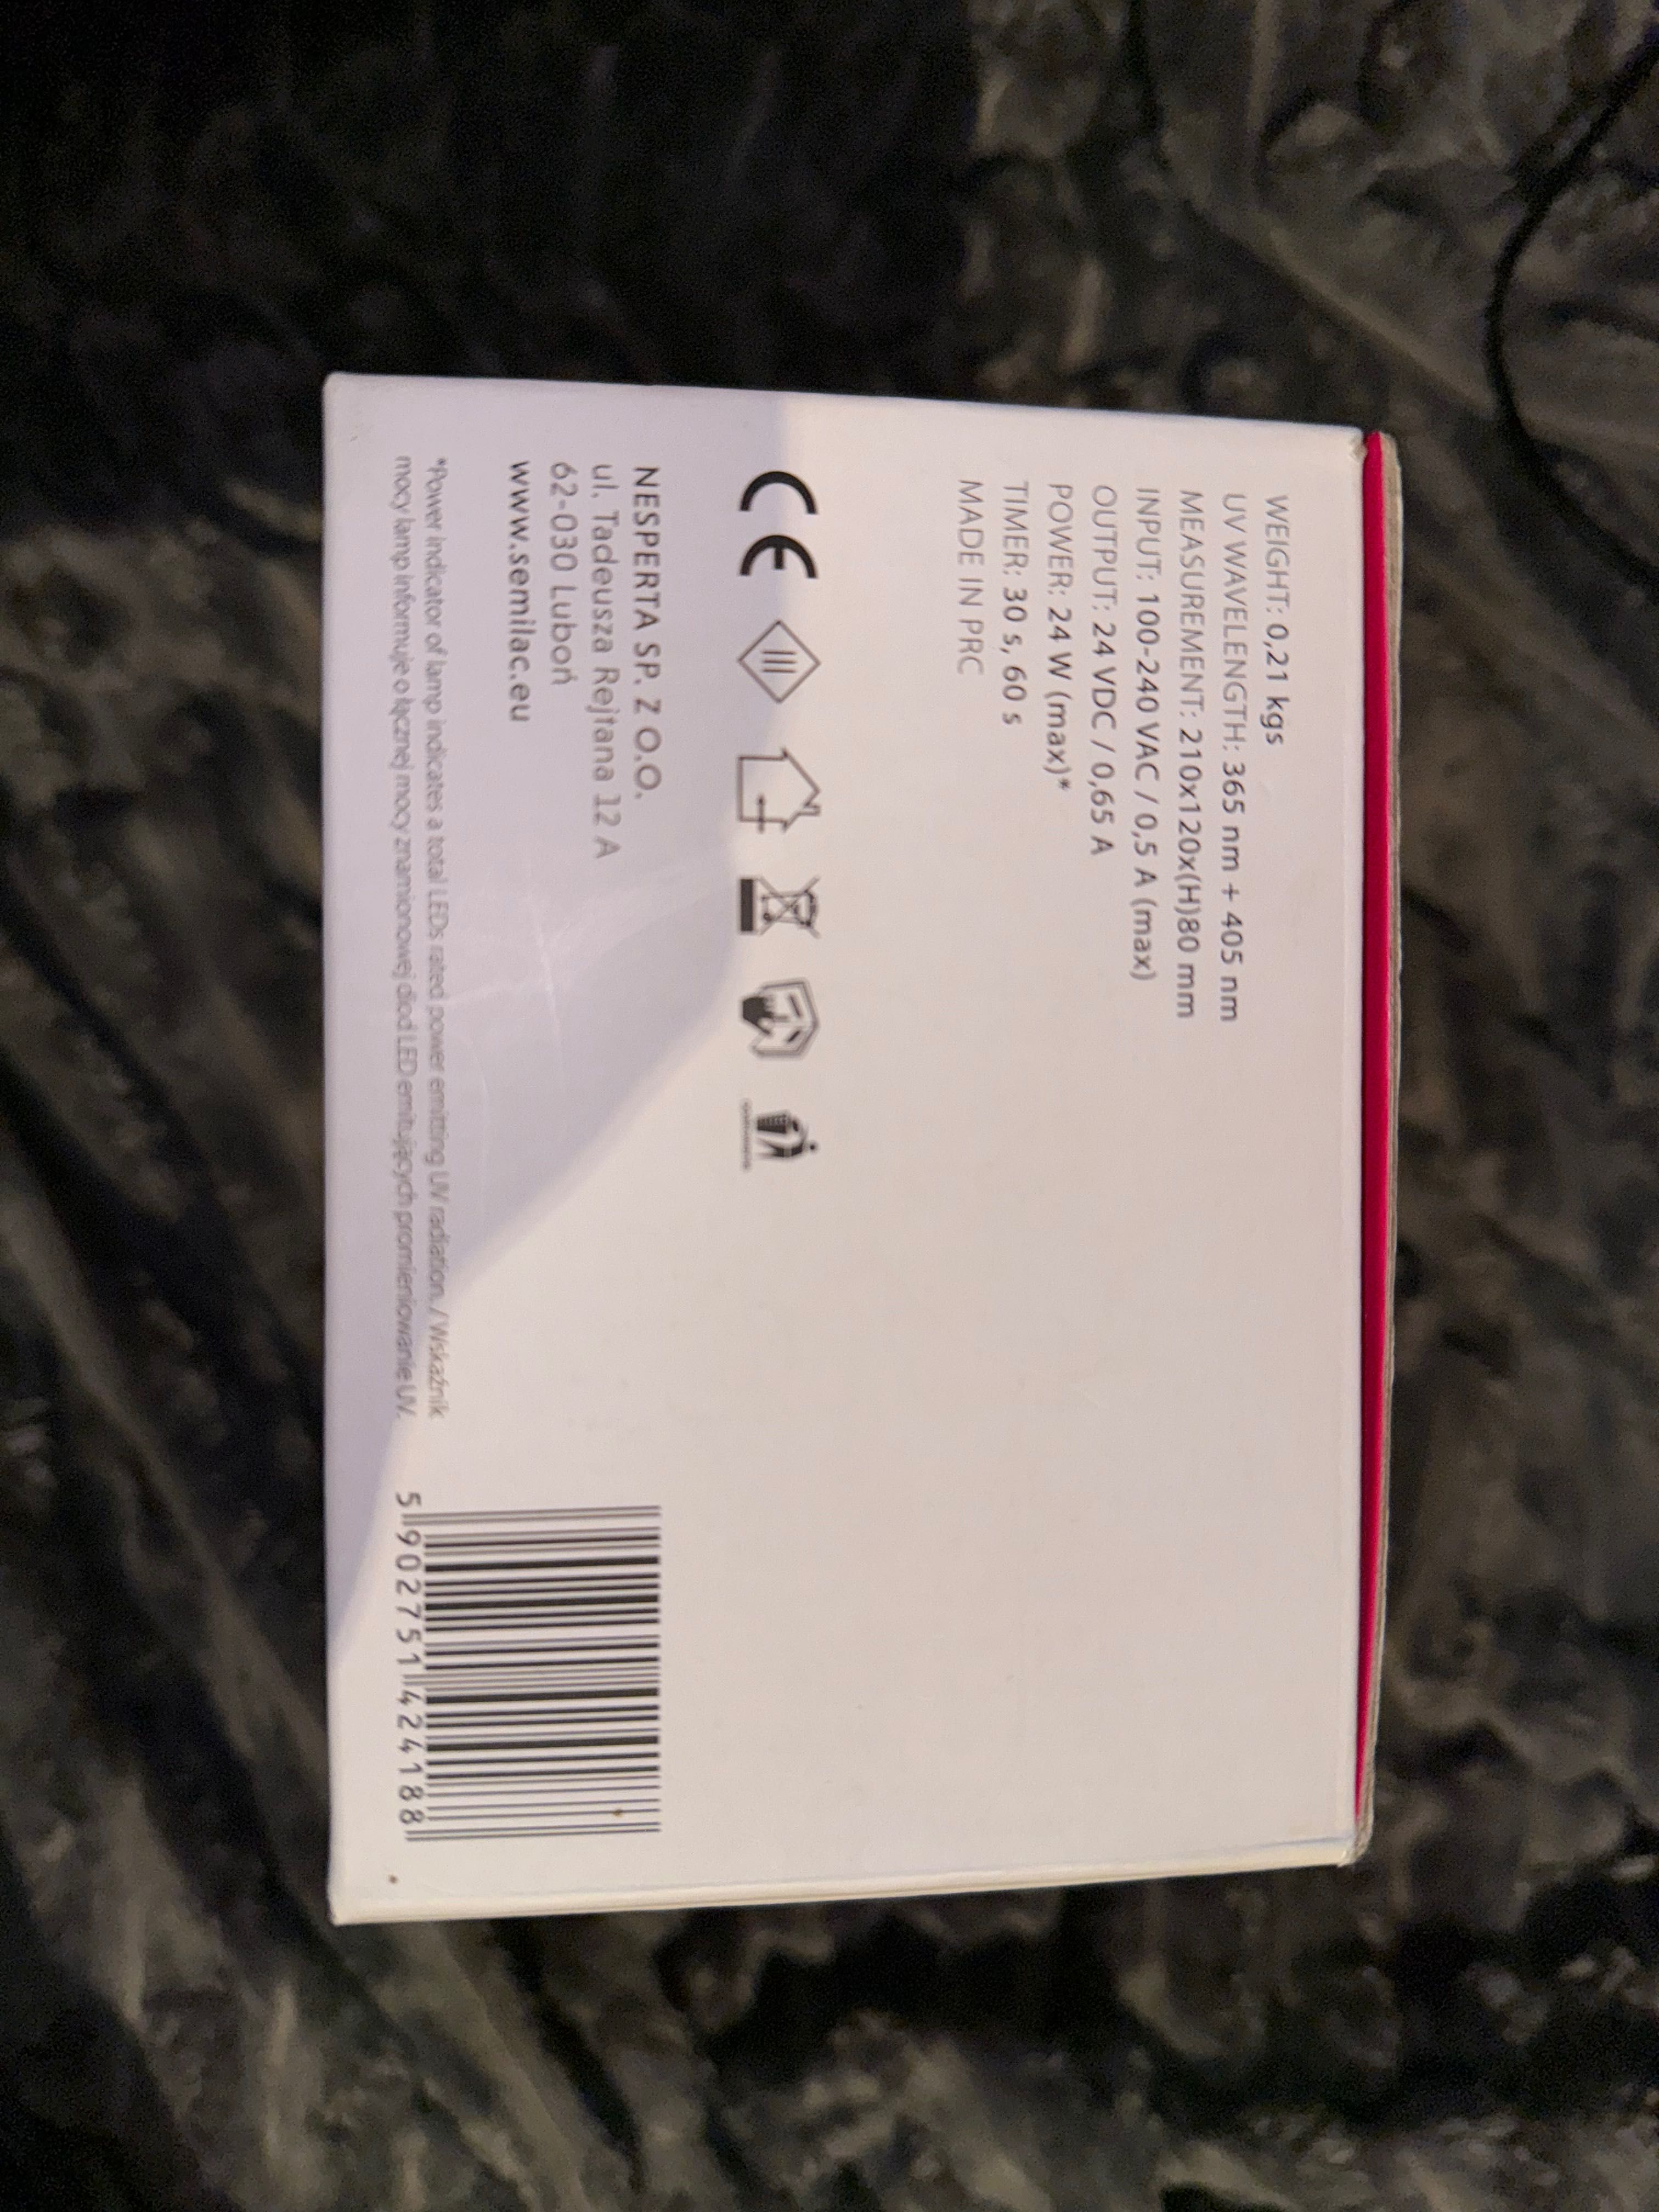 WEIGHT: 0,21 kgs
UV WAVELENGTH: 365 nm + 405 nm
MEASUREMENT: 210x120x(H)80 mm
INPUT: 100-240 VAC / 0,5 A (max)
OUTPUT: 24 VDC / 0,65 A
POWER: 24 W (max)*
TIMER: 30 s, 60 s
MADE IN PRC
CE
NESPERTA SP. Z O.O.
ul. Tadeusza Rejtana 12 A
62-030 Luboń
www.semilac.eu
*Power indicator of lamp indicates a total LEDs rated power emitting UV radiation. / Wskaźnik
mocy lamp informuje o łącznej mocy znamionowej diod LED emitujących promieniowanie UV.
5 902751 424188